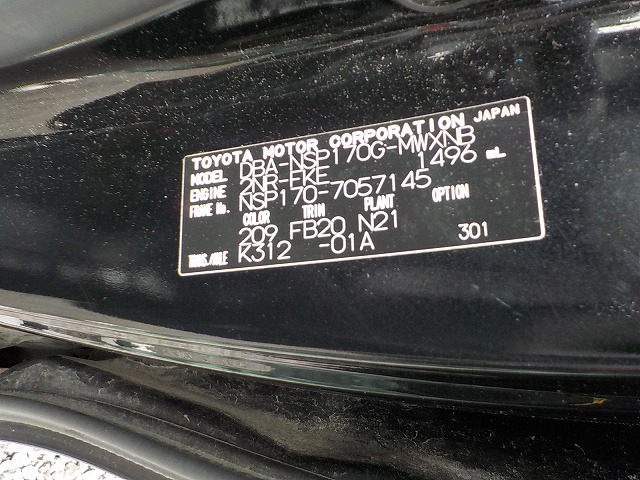 TOYOTA MOTOR CORPORATION JAPAN
MODEL DBA-NSP170G-MWXNB
ENGINE 2NR-FKE 1496 mL
FRAME No. NSP170-7057145
COLOR TRIM PLANT OPTION
209 FB20 N21
TRANS./AXLE K312 -01A 301